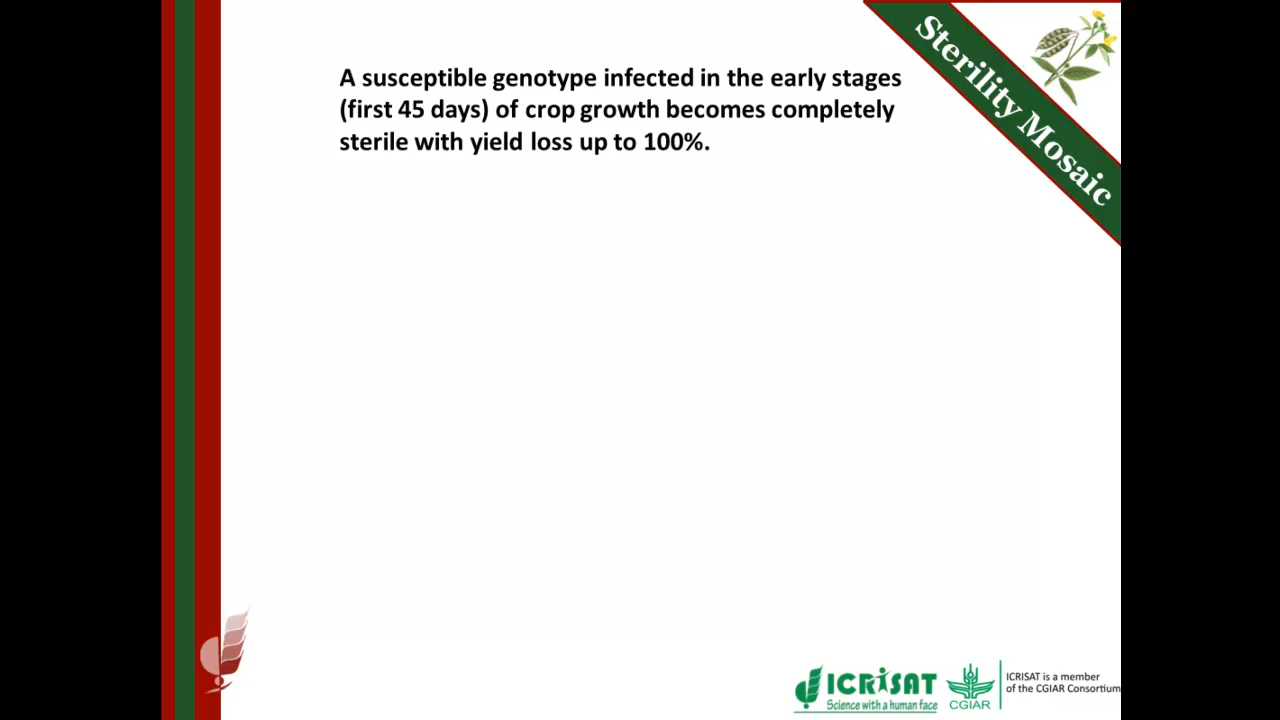 A susceptible genotype infected in the early stages
(first 45 days) of crop growth becomes completely
sterile with yield loss up to 100%.
Sterility Mosaic
ICRISAT
Science with a human face
CGIAR
ICRISAT is a member
of the CGIAR Consortium